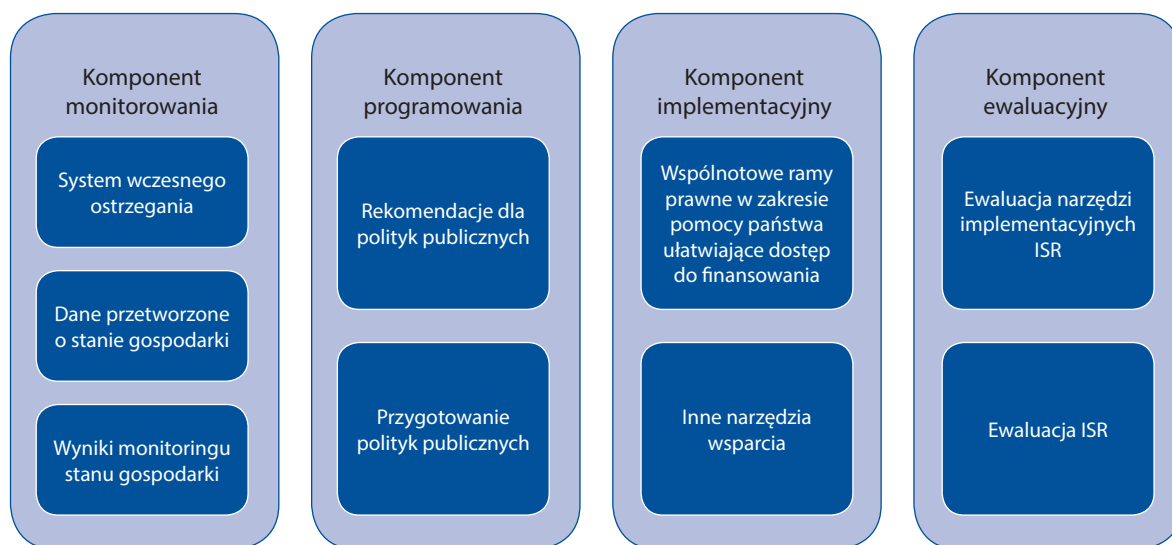 Komponent
monitorowania
System wczesnego
ostrzegania
Dane przetworzone
o stanie gospodarki
Wyniki monitoringu
stanu gospodarki
Komponent
programowania
Rekomendacje dla
polityk publicznych
Przygotowanie
polityk publicznych
Komponent
implementacyjny
Wspólnotowe ramy
prawne w zakresie
pomocy państwa
ułatwiające dostęp
do finansowania
Inne narzędzia
wsparcia
Komponent
ewaluacyjny
Ewaluacja narzędzi
implementacyjnych
ISR
Ewaluacja ISR